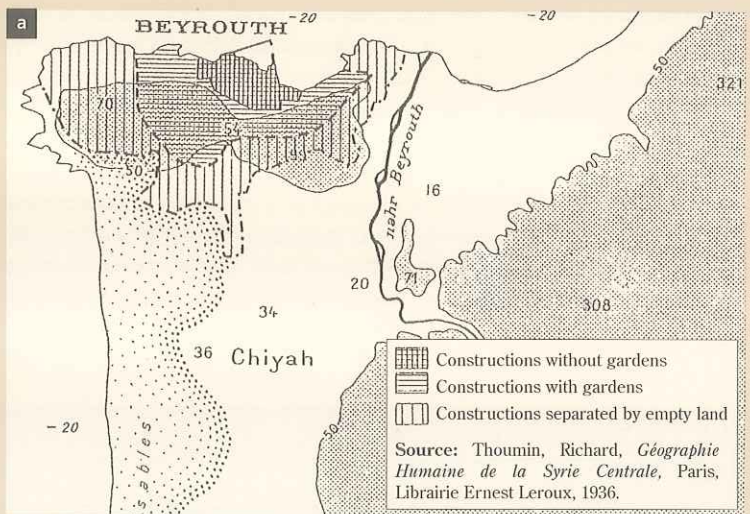 a
BEYROUTH
-20
-20
50
321
70
54
50
93
nahr Beyrouth
16
71
20
308
34
36 Chiyah
-20
50
sables
Constructions without gardens
Constructions with gardens
Constructions separated by empty land
Source: Thoumin, Richard, Géographie
Humaine de la Syrie Centrale, Paris,
Librairie Ernest Leroux, 1936.